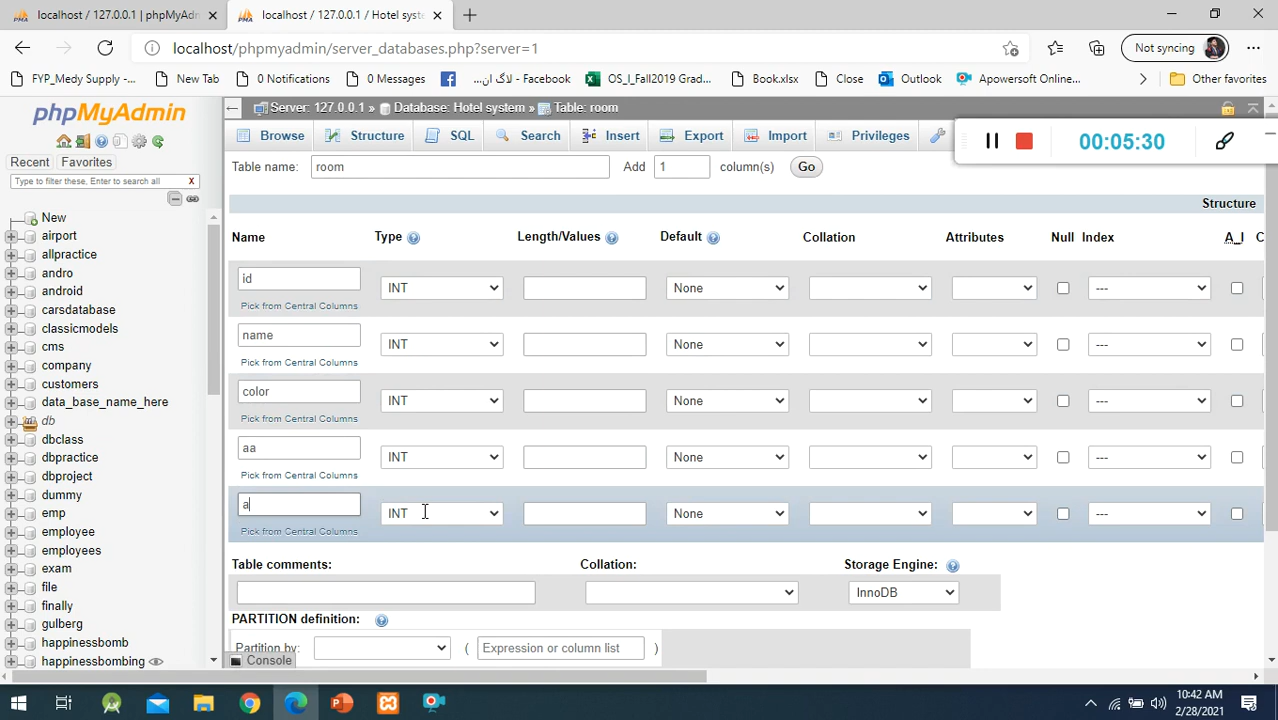 localhost / 127.0.0.1 | phpMyAdm
localhost / 127.0.0.1 / Hotel syste
localhost/phpmyadmin/server_databases.php?server=1
Not syncing
FYP_Medy Supply -...
New Tab
0 Notifications
0 Messages
لاگ ان - Facebook...
OS_I_Fall2019 Grad...
Book.xlsx
Close
Outlook
Apowersoft Onlin...
Other favorites
phpMyAdmin
Server: 127.0.0.1 » Database: Hotel system » Table: room
Browse
Structure
SQL
Search
Insert
Export
Import
Privileges
00:05:30
Recent
Favorites
Type to filter these, Enter to search all
X
Table name:
room
Add
1
column(s)
Go
Structure
Name
Type
Length/Values
Default
Collation
Attributes
Null
Index
A_I
C
id
INT
None
---
Pick from Central Columns
name
INT
None
---
Pick from Central Columns
color
INT
None
---
Pick from Central Columns
aa
INT
None
---
Pick from Central Columns
a
INT
None
---
Pick from Central Columns
Table comments:
Collation:
Storage Engine:
InnoDB
PARTITION definition:
Partition by:
(
Expression or column list
)
Console
New
airport
allpractice
andro
android
carsdatabase
classicmodels
cms
company
customers
data_base_name_here
db
dbclass
dbpractice
dbproject
dummy
emp
employee
employees
exam
file
finally
gulberg
happinessbomb
happinessbombing
10:42 AM
2/28/2021